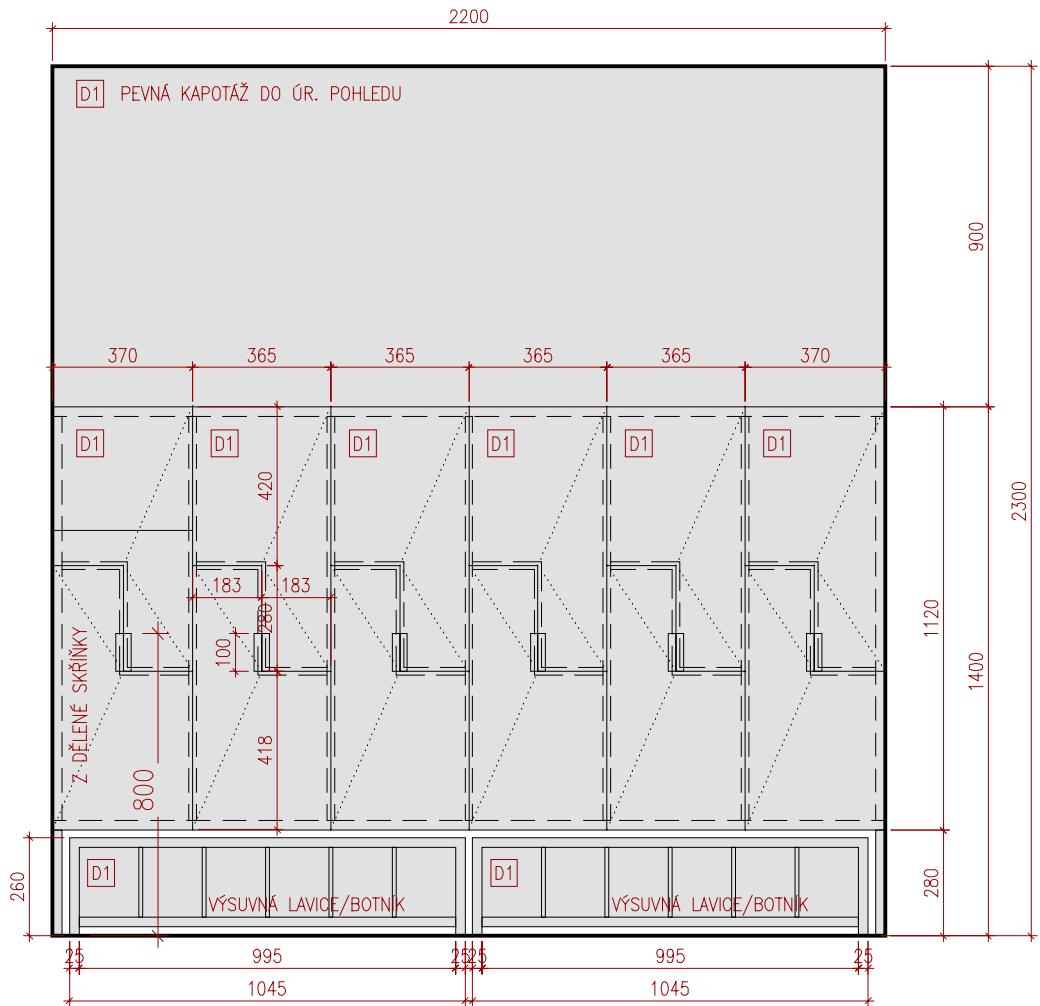 2200
D1 PEVNÁ KAPOTÁŽ DO ÚR. POHLEDU
900
2300
370 365 365 365 365 370
D1 D1 D1 D1 D1 D1
420
183 183
280
100
1120
1400
Z-DĚLENÉ SKŘÍŇKY
418
800
260
D1 D1
280
VÝSUVNÁ LAVICE/BOTNÍK VÝSUVNÁ LAVICE/BOTNÍK
25 995 25 25 995 25
1045 1045